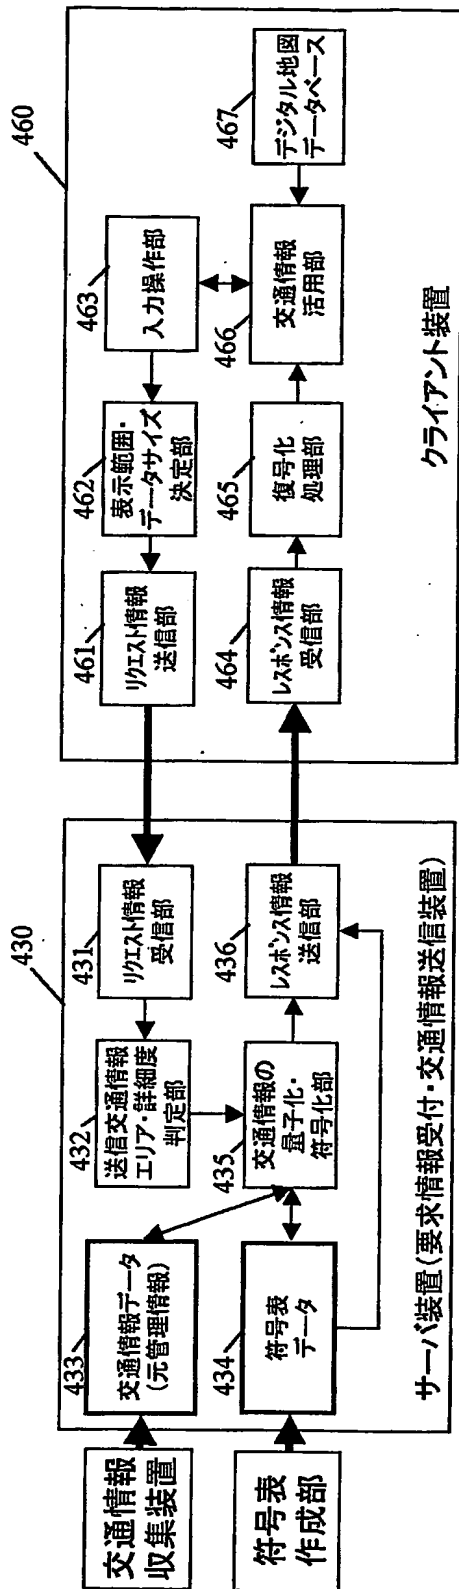 交通情報
収集装置
符号表
作成部
430
433
交通情報データ
(元管理情報)
434
符号表
データ
432
送信交通情報
エリア・詳細度
判定部
431
リクエスト情報
受信部
435
交通情報の
量子化・
符号化部
436
レスポンス情報
送信部
サーバ装置(要求情報受付・交通情報送信装置)
460
461
リクエスト情報
送信部
462
表示範囲・
データサイズ
決定部
463
入力操作部
464
レスポンス情報
受信部
465
復号化
処理部
466
交通情報
活用部
467
デジタル地図
データベース
クライアント装置